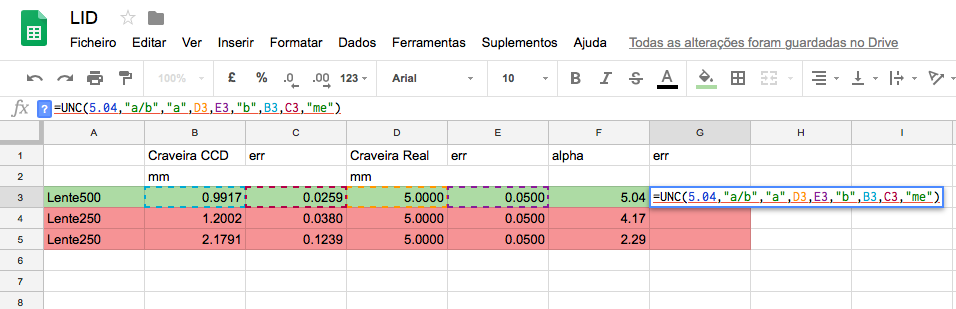 LID
Ficheiro Editar Ver Inserir Formatar Dados Ferramentas Suplementos Ajuda Todas as alterações foram guardadas no Drive
100% £ % .0 .00 123 Arial 10 B I S A
fx ? =UNC(5.04,"a/b","a",D3,E3,"b",B3,C3,"me")
A B C D E F G H I
1 Craveira CCD err Craveira Real err alpha err
2 mm mm
3 Lente500 0.9917 0.0259 5.0000 0.0500 5.04 =UNC(5.04,"a/b","a",D3,E3,"b",B3,C3,"me")
4 Lente250 1.2002 0.0380 5.0000 0.0500 4.17
5 Lente250 2.1791 0.1239 5.0000 0.0500 2.29
6
7
8